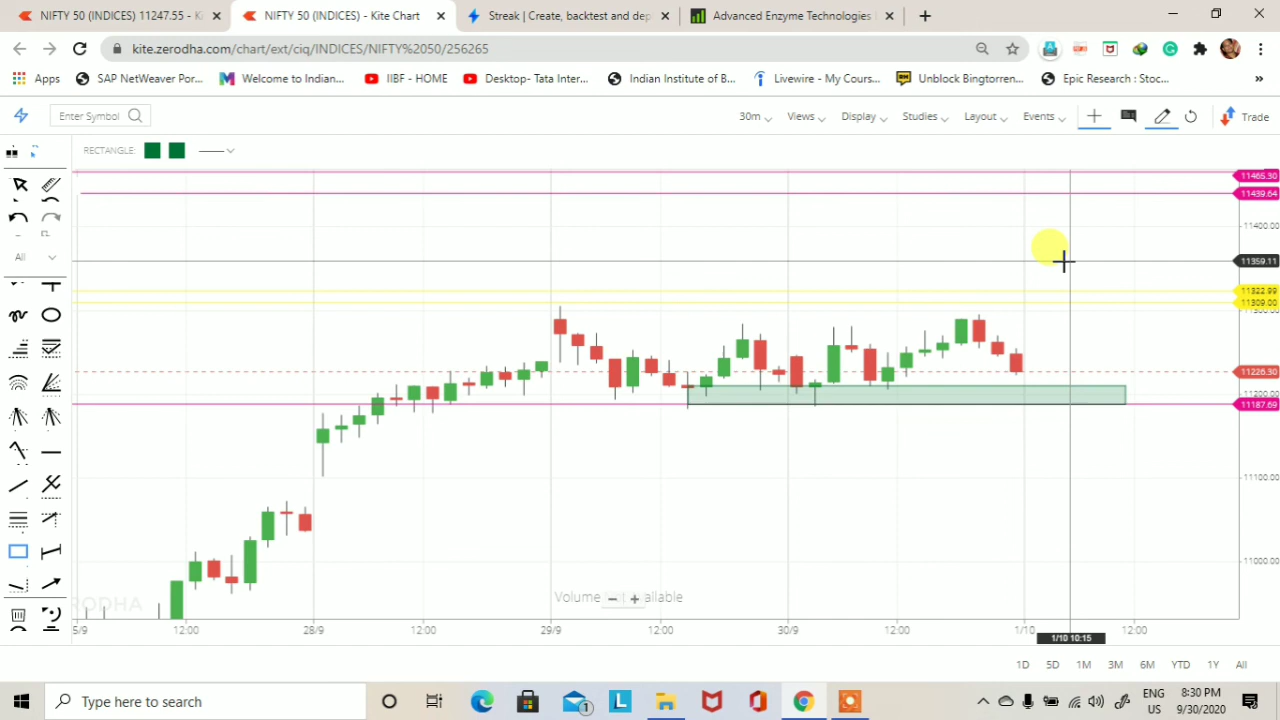 NIFTY 50 (INDICES) 11247.55 - Ki
NIFTY 50 (INDICES) - Kite Chart
Streak | Create, backtest and dep
Advanced Enzyme Technologies l
kite.zerodha.com/chart/ext/ciq/INDICES/NIFTY%2050/256265
Apps
SAP NetWeaver Por...
Welcome to Indian...
IIBF - HOME
Desktop- Tata Inter...
Indian Institute of B...
Livewire - My Cours...
Unblock Bingtorren...
Epic Research : Stoc...
»
Enter Symbol
30m
Views
Display
Studies
Layout
Events
Trade
RECTANGLE:
11465.30
11439.64
11400.00
11359.11
11322.99
11309.00
All
11226.30
11187.69
11100.00
11000.00
Volume
ailable
5/9
12:00
28/9
12:00
29/9
12:00
30/9
12:00
1/10
12:00
1/10 10:15
1D
5D
1M
3M
6M
YTD
1Y
All
Type here to search
1
ENG
US
8:30 PM
9/30/2020